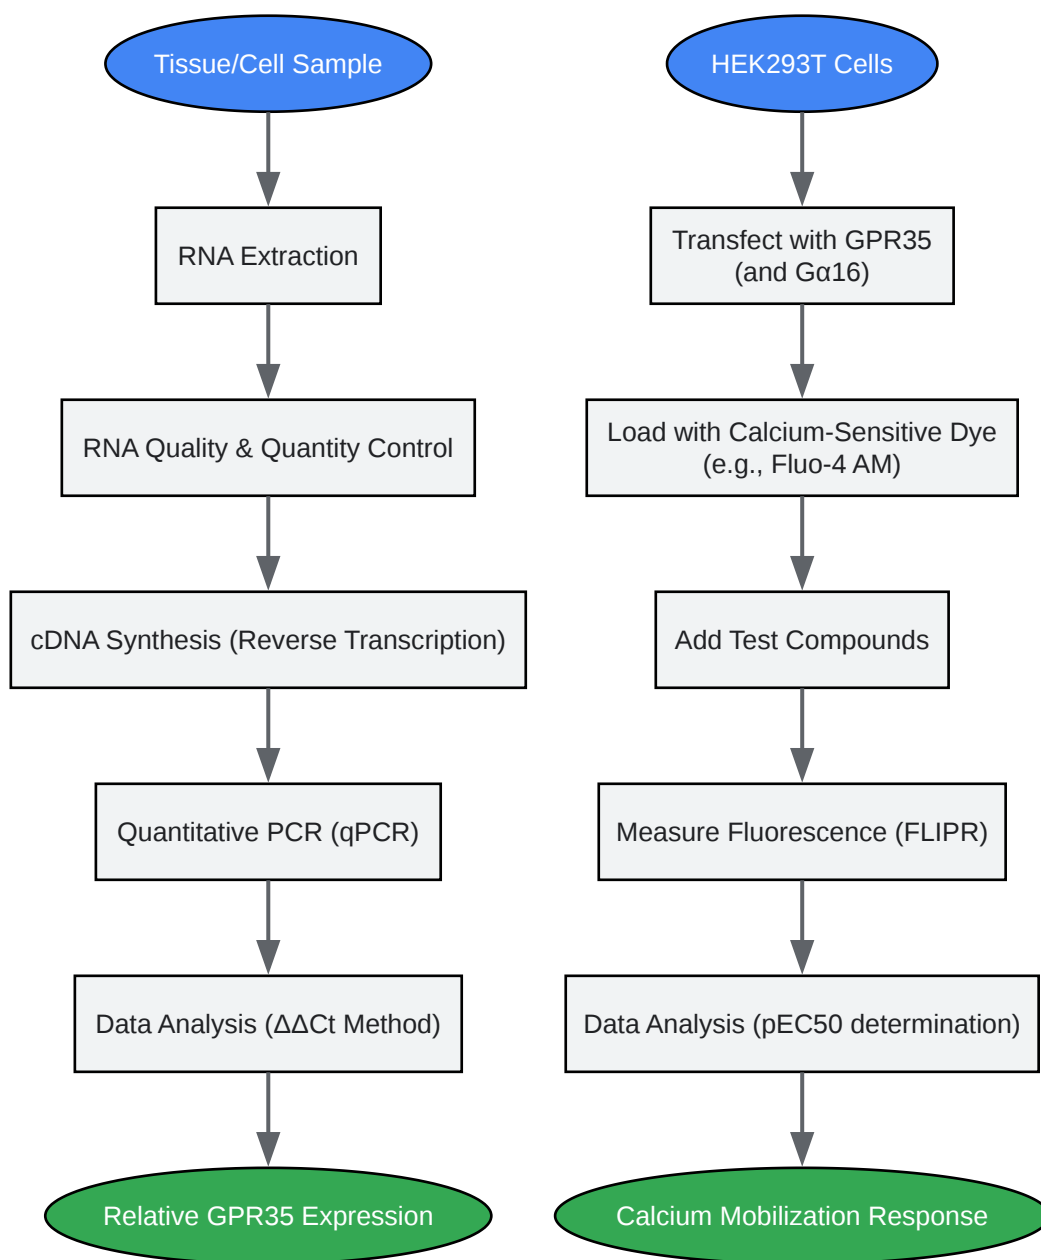 Tissue/Cell Sample
RNA Extraction
RNA Quality & Quantity Control
cDNA Synthesis (Reverse Transcription)
Quantitative PCR (qPCR)
Data Analysis (ΔΔCt Method)
Relative GPR35 Expression
HEK293T Cells
Transfect with GPR35
(and Gα16)
Load with Calcium-Sensitive Dye
(e.g., Fluo-4 AM)
Add Test Compounds
Measure Fluorescence (FLIPR)
Data Analysis (pEC50 determination)
Calcium Mobilization Response